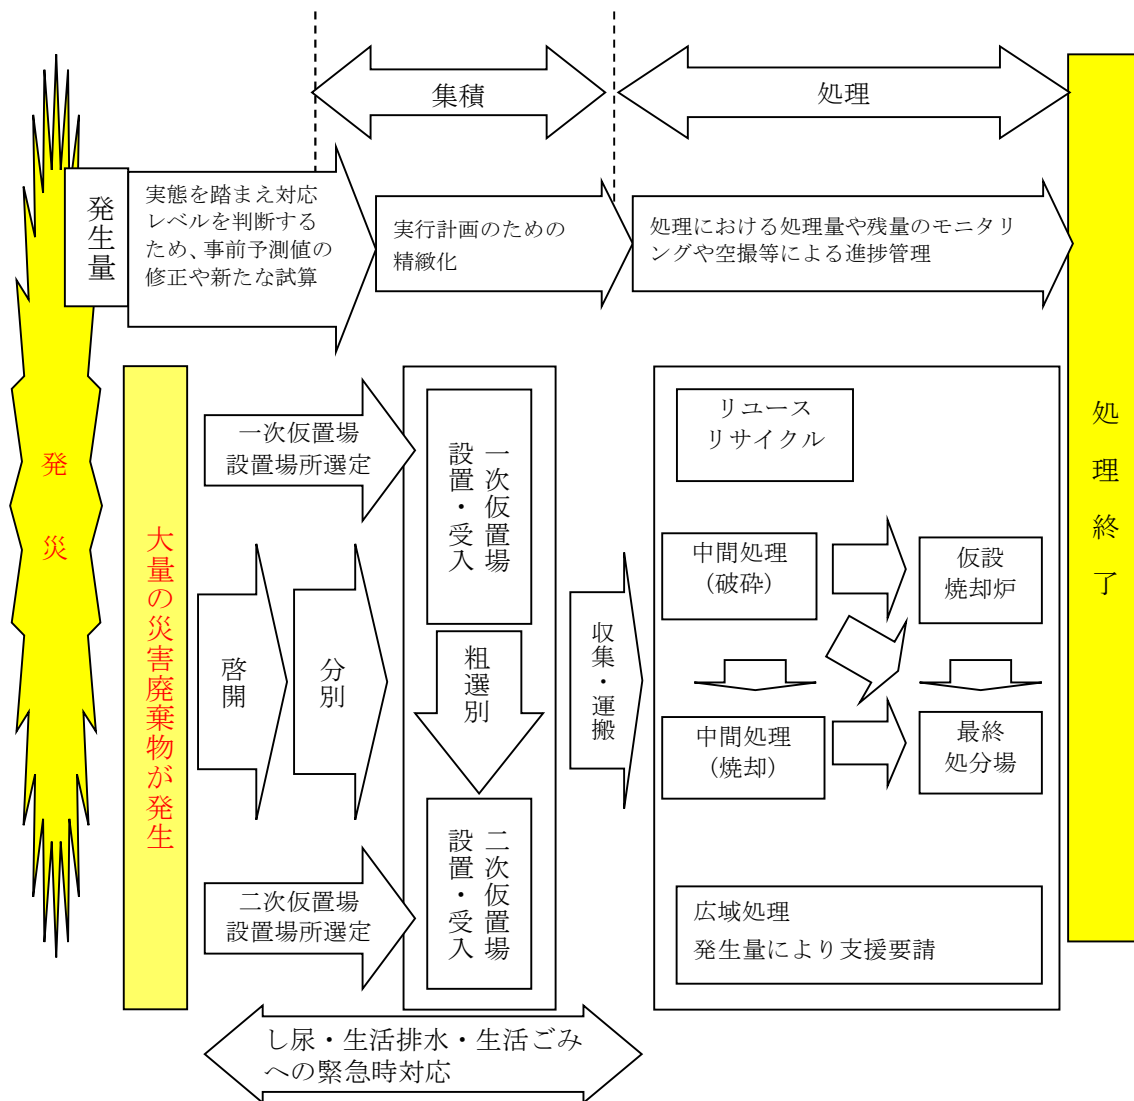 集積
処理
発生量
実態を踏まえ対応
レベルを判断する
ため、事前予測値の
修正や新たな試算
実行計画のための
精緻化
処理における処理量や残量のモニタリ
ングや空撮等による進捗管理
発災
大量の災害廃棄物が発生
一次仮置場
設置場所選定
啓開
分別
二次仮置場
設置場所選定
一次仮置場
設置・受入
粗選別
二次仮置場
設置・受入
収集・運搬
リユース
リサイクル
中間処理
（破砕）
仮設
焼却炉
中間処理
（焼却）
最終
処分場
広域処理
発生量により支援要請
処理終了
し尿・生活排水・生活ごみ
への緊急時対応